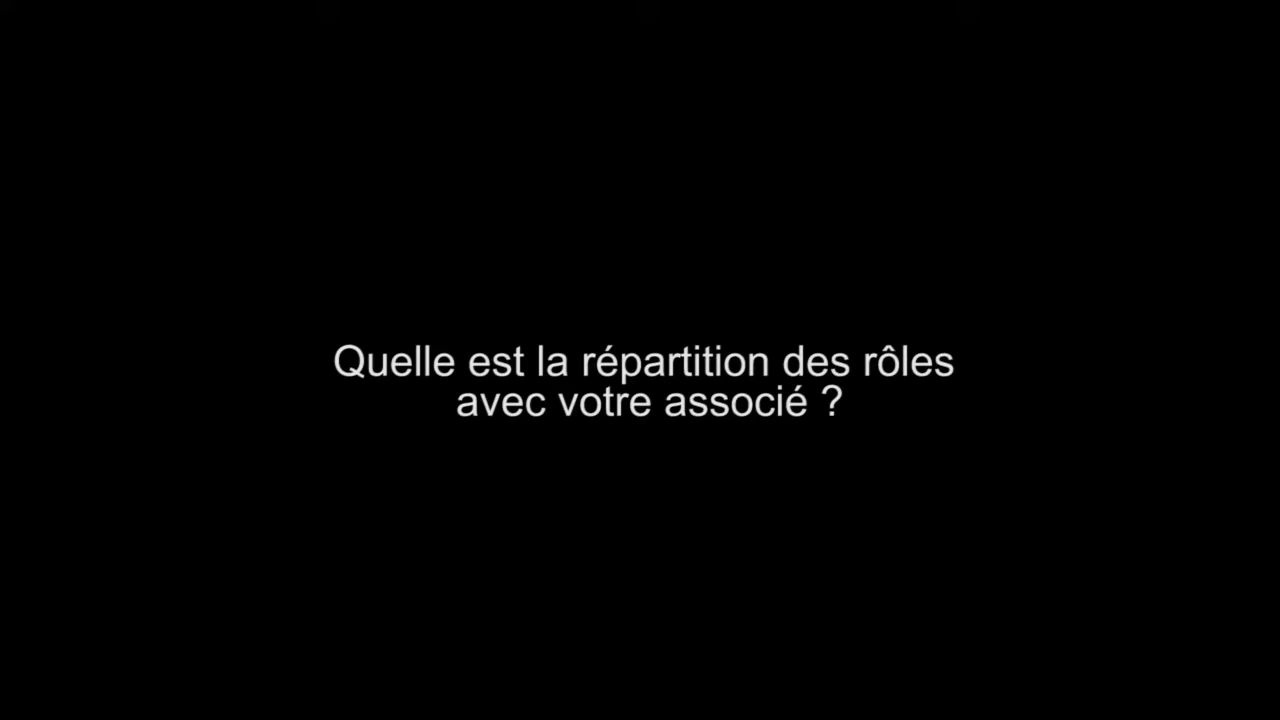 Quelle est la répartition des rôles
avec votre associé ?